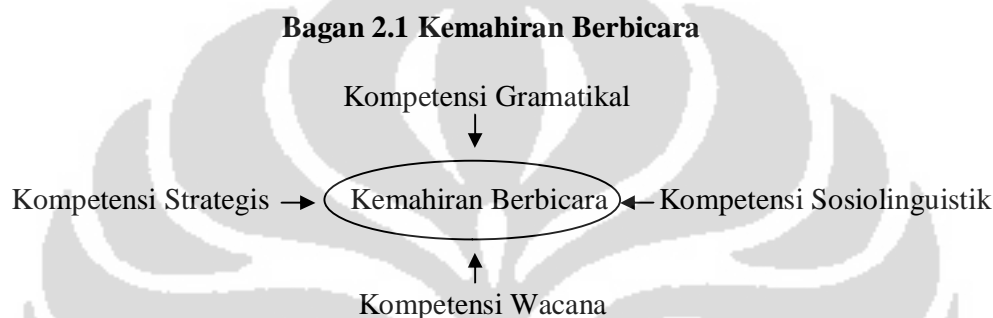 Bagan 2.1 Kemahiran Berbicara
Kompetensi Gramatikal
Kompetensi Strategis
Kemahiran Berbicara
Kompetensi Sosiolinguistik
Kompetensi Wacana